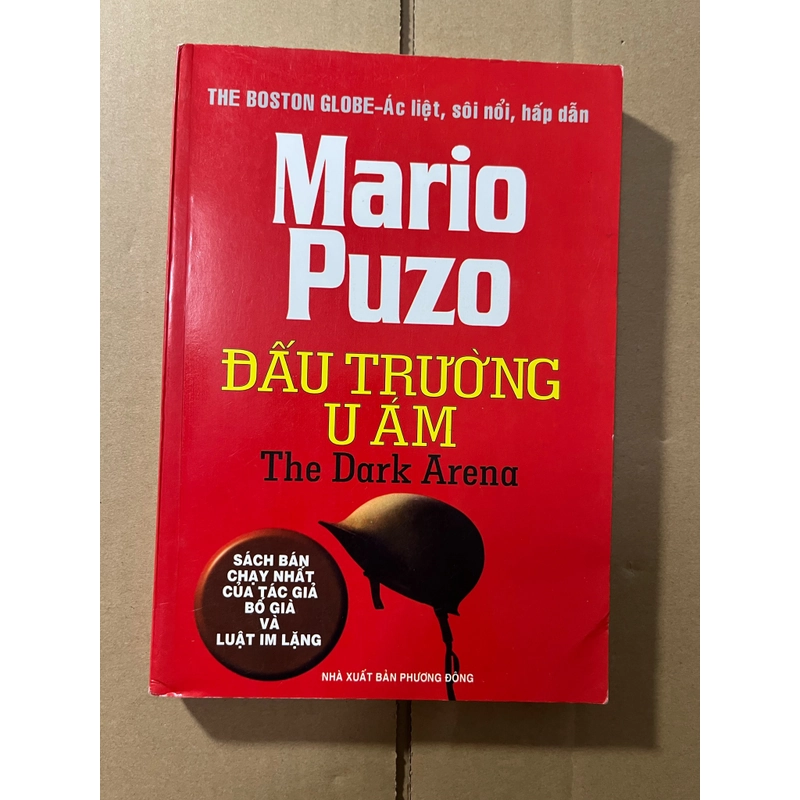 THE BOSTON GLOBE-Ác liệt, sôi nổi, hấp dẫn
Mario
Puzo
ĐẤU TRƯỜNG
U ÁM
The Dark Arena
SÁCH BÁN
CHẠY NHẤT
CỦA TÁC GIẢ
BỐ GIÀ
VÀ
LUẬT IM LẶNG
NHÀ XUẤT BẢN PHƯƠNG ĐÔNG